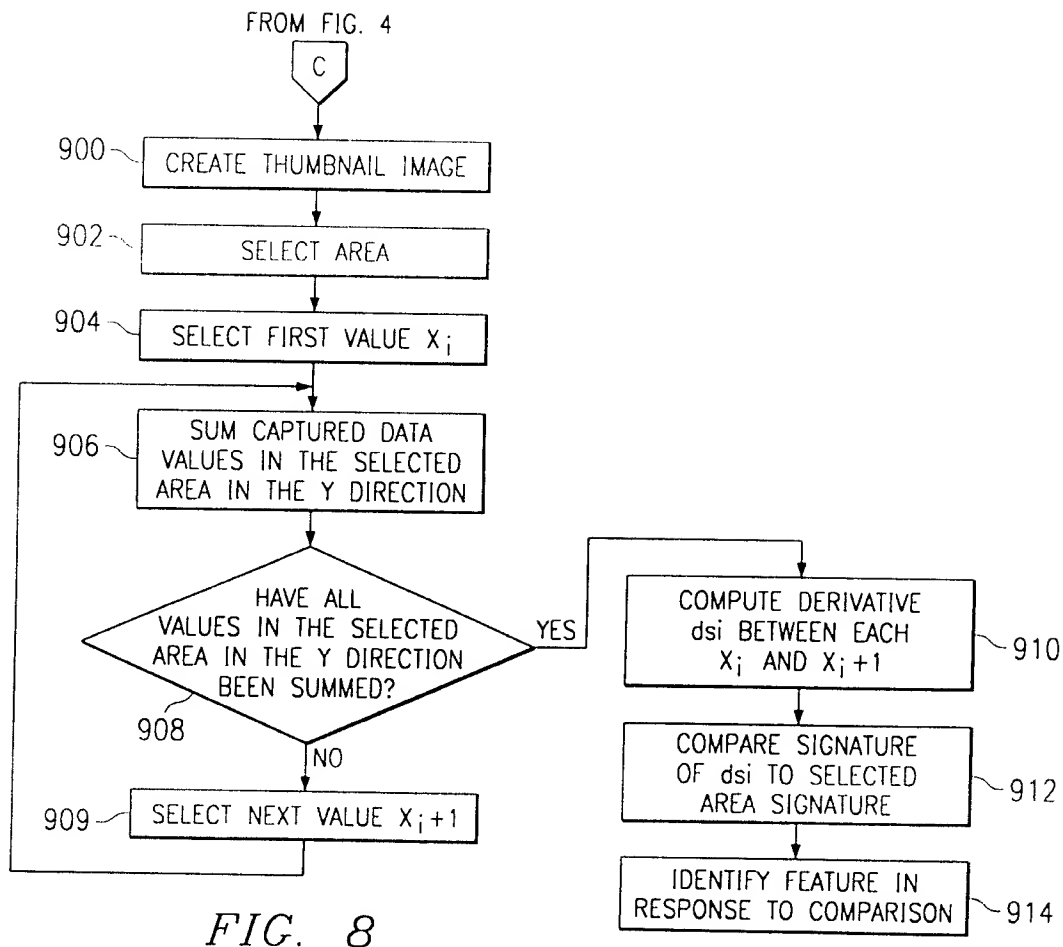 FROM FIG. 4
C
900
CREATE THUMBNAIL IMAGE
902
SELECT AREA
904
SELECT FIRST VALUE Xi
906
SUM CAPTURED DATA
VALUES IN THE SELECTED
AREA IN THE Y DIRECTION
HAVE ALL
VALUES IN THE SELECTED
AREA IN THE Y DIRECTION
BEEN SUMMED?
908
YES
NO
909
SELECT NEXT VALUE Xi+1
COMPUTE DERIVATIVE
dsi BETWEEN EACH
Xi AND Xi+1
910
COMPARE SIGNATURE
OF dsi TO SELECTED
AREA SIGNATURE
912
IDENTIFY FEATURE IN
RESPONSE TO COMPARISON
914
FIG. 8